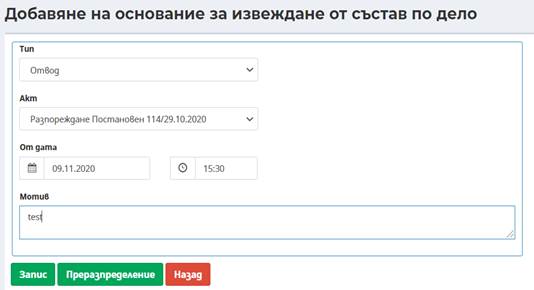 Добавяне на основание за извеждане от състав по дело
Тип
Отвод
Акт
Разпореждане Постановен 114/29.10.2020
От дата
09.11.2020 15:30
Мотив
test
Запис Преразпределение Назад